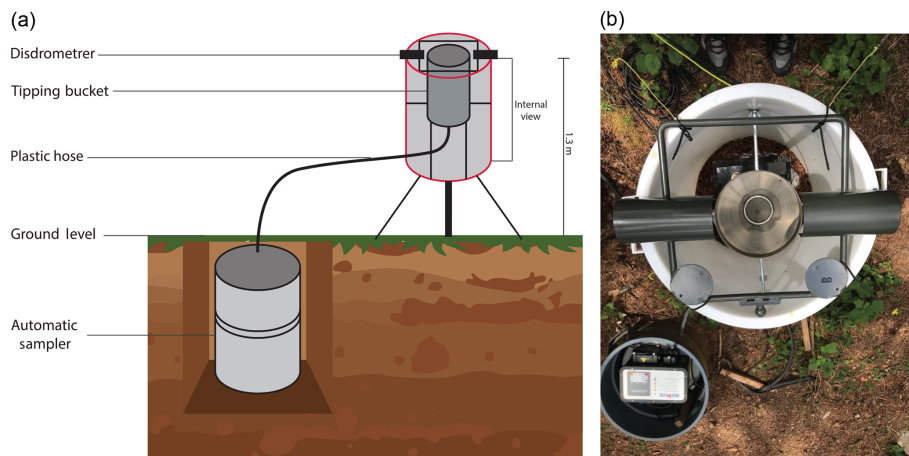 (a)
Disdrometrer
Tipping bucket
Plastic hose
Ground level
Automatic
sampler
Internal
view
1.3 m
(b)